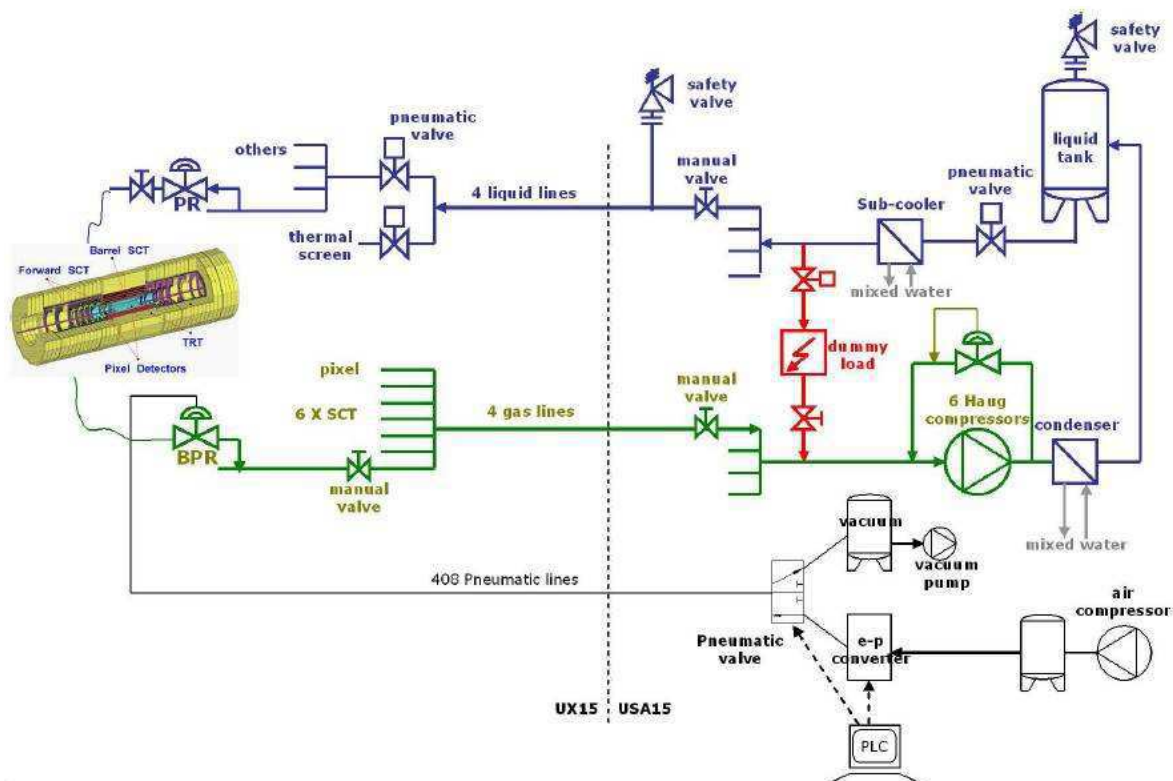 safety
valve
safety
valve
pneumatic
valve
others
manual
valve
liquid
tank
pneumatic
valve
PR
4 liquid lines
Sub-cooler
thermal
screen
mixed water
Barrel SCT
Forward SCT
TRT
Pixel Detectors
dummy
load
pixel
6 X SCT
4 gas lines
manual
valve
6 Haug
compressors
condenser
BPR
manual
valve
mixed water
vacuum
vacuum
pump
408 Pneumatic lines
air
compressor
Pneumatic
valve
e-p
converter
UX15
USA15
PLC